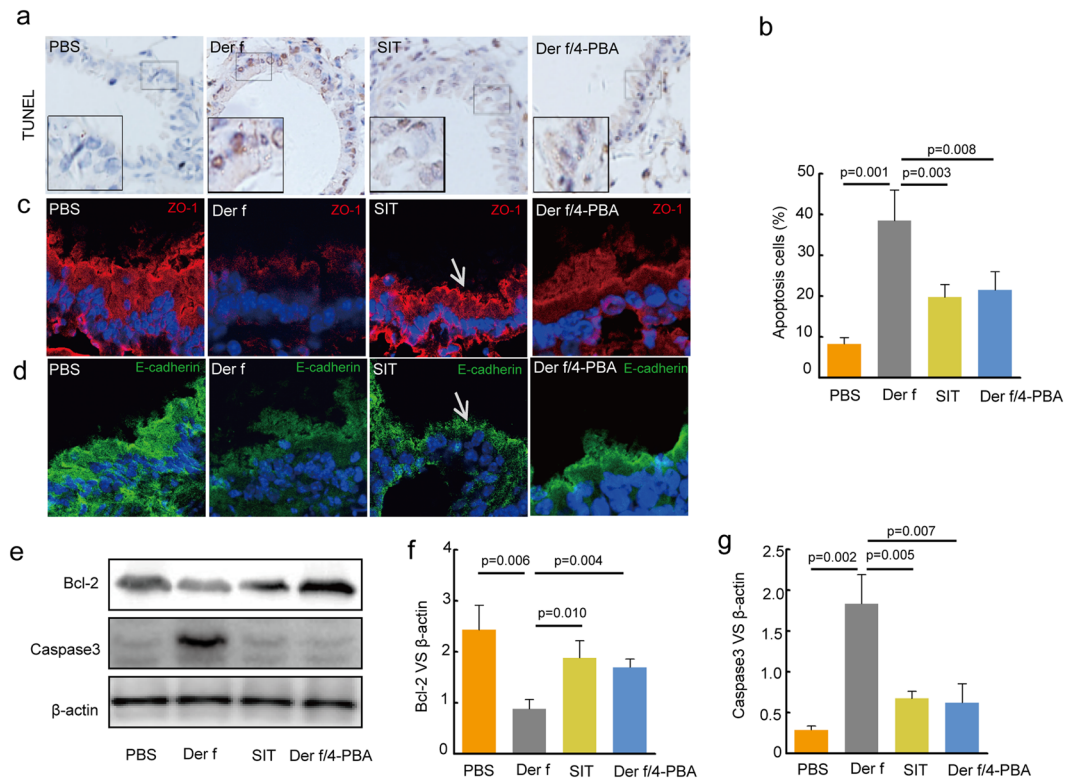 a
PBS
Der f
SIT
Der f/4-PBA
TUNEL
b
p=0.008
p=0.001
p=0.003
Apoptosis cells (%)
50
40
30
20
10
0
PBS
Der f
SIT
Der f/4-PBA
c
PBS
ZO-1
Der f
ZO-1
SIT
ZO-1
Der f/4-PBA
ZO-1
d
PBS
E-cadherin
Der f
E-cadherin
SIT
E-cadherin
Der f/4-PBA
E-cadherin
e
Bcl-2
Caspase3
β-actin
PBS
Der f
SIT
Der f/4-PBA
f
p=0.006
p=0.004
p=0.010
Bcl-2 VS β-actin
4
3
2
1
0
PBS
Der f
SIT
Der f/4-PBA
g
p=0.007
p=0.002
p=0.005
Caspase3 VS β-actin
2.5
2.0
1.5
1.0
0.5
0
PBS
Der f
SIT
Der f/4-PBA